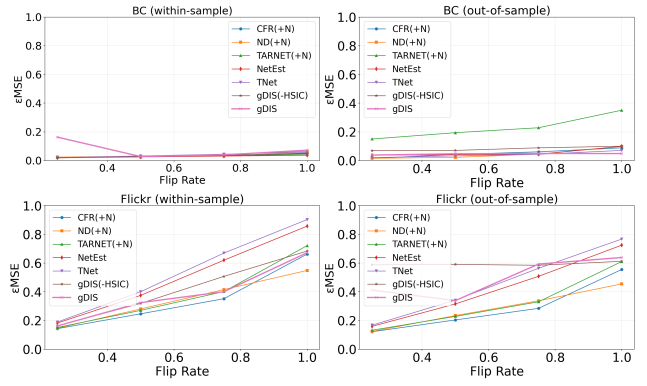 BC (within-sample)
1.0
0.8
0.6
0.4
0.2
0.0
εMSE
CFR(+N)
ND(+N)
TARNET(+N)
NetEst
TNet
gDIS(-HSIC)
gDIS
0.4 0.6 0.8 1.0
Flip Rate
BC (out-of-sample)
1.0
0.8
0.6
0.4
0.2
0.0
εMSE
CFR(+N)
ND(+N)
TARNET(+N)
NetEst
TNet
gDIS(-HSIC)
gDIS
0.4 0.6 0.8 1.0
Flip Rate
Flickr (within-sample)
1.0
0.8
0.6
0.4
0.2
0.0
εMSE
CFR(+N)
ND(+N)
TARNET(+N)
NetEst
TNet
gDIS(-HSIC)
gDIS
0.4 0.6 0.8 1.0
Flip Rate
Flickr (out-of-sample)
1.0
0.8
0.6
0.4
0.2
0.0
εMSE
CFR(+N)
ND(+N)
TARNET(+N)
NetEst
TNet
gDIS(-HSIC)
gDIS
0.4 0.6 0.8 1.0
Flip Rate